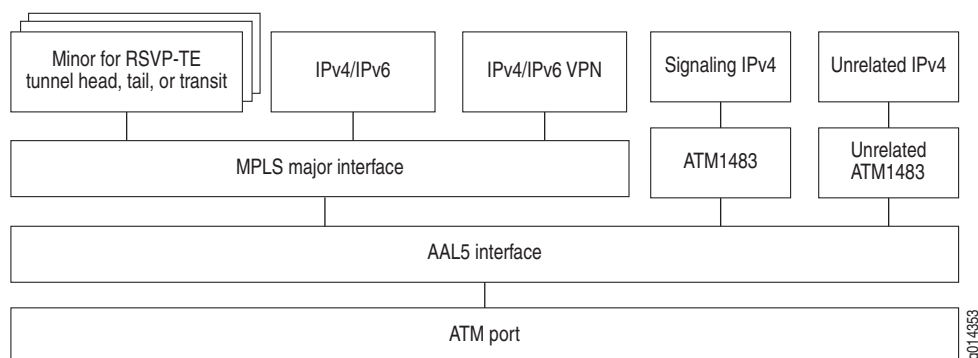 Minor for RSVP-TE
tunnel head, tail, or transit
IPv4/IPv6
IPv4/IPv6 VPN
Signaling IPv4
Unrelated IPv4
MPLS major interface
ATM1483
Unrelated
ATM1483
AAL5 interface
ATM port
g014353